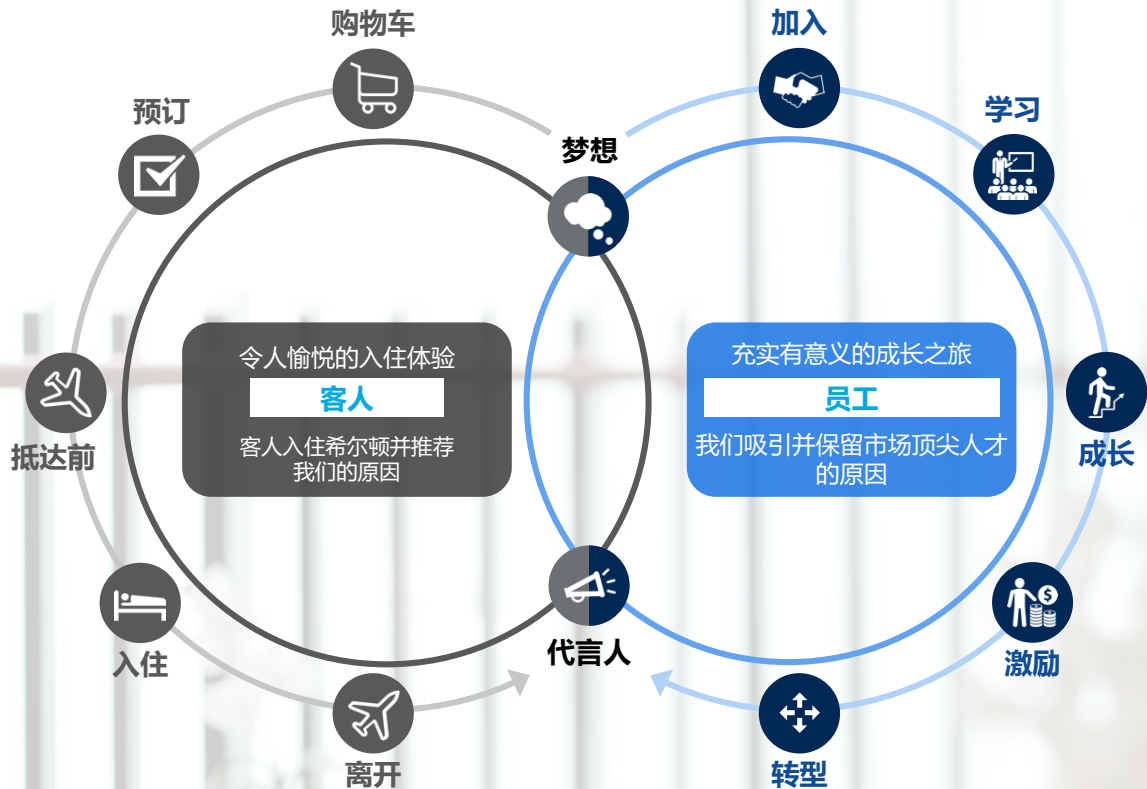 购物车
加入
预订
学习
梦想
令人愉悦的入住体验
客人
客人入住希尔顿并推荐
我们的原因
充实有意义的成长之旅
员工
我们吸引并保留市场顶尖人才
的原因
抵达前
成长
入住
代言人
激励
离开
转型